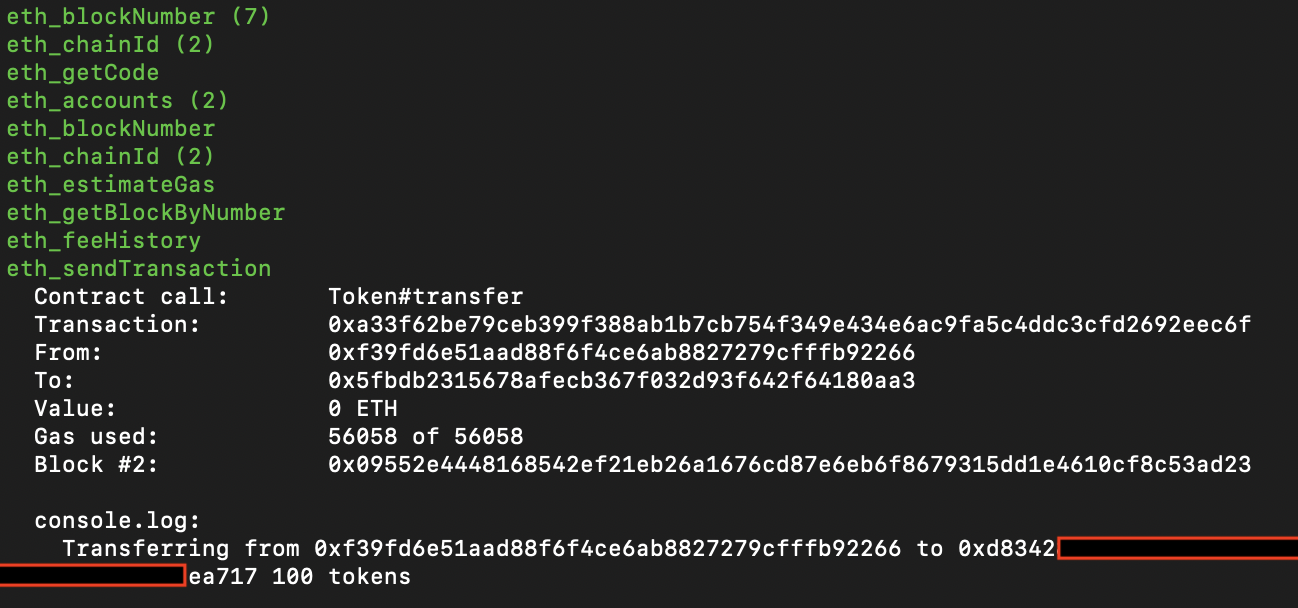 eth_blockNumber (7)
eth_chainId (2)
eth_getCode
eth_accounts (2)
eth_blockNumber
eth_chainId (2)
eth_estimateGas
eth_getBlockByNumber
eth_feeHistory
eth_sendTransaction
Contract call: Token#transfer
Transaction: 0xa33f62be79ceb399f388ab1b7cb754f349e434e6ac9fa5c4ddc3cfd2692eec6f
From: 0xf39fd6e51aad88f6f4ce6ab8827279cfffb92266
To: 0x5fbdb2315678afecb367f032d93f642f64180aa3
Value: 0 ETH
Gas used: 56058 of 56058
Block #2: 0x09552e4448168542ef21eb26a1676cd87e6eb6f8679315dd1e4610cf8c53ad23
console.log:
Transferring from 0xf39fd6e51aad88f6f4ce6ab8827279cfffb92266 to 0xd8342
ea717 100 tokens